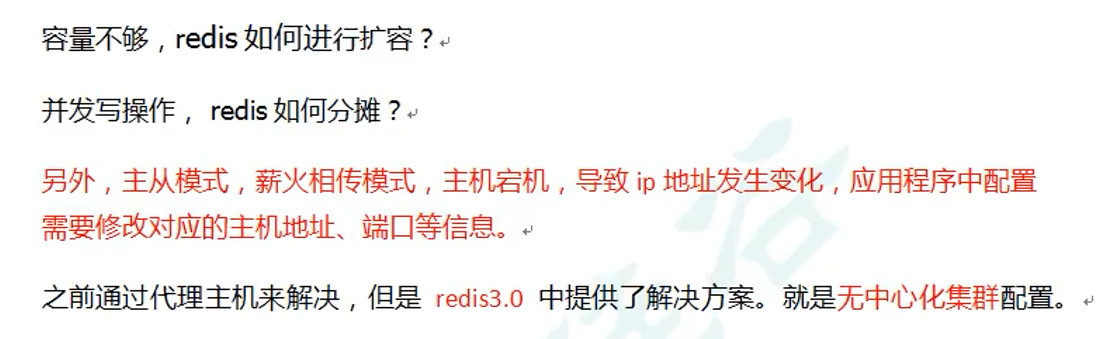 容量不够，redis 如何进行扩容？
并发写操作， redis 如何分摊？
另外，主从模式，薪火相传模式，主机宕机，导致 ip 地址发生变化，应用程序中配置
需要修改对应的主机地址、端口等信息。
之前通过代理主机来解决，但是 redis3.0 中提供了解决方案。就是无中心化集群配置。